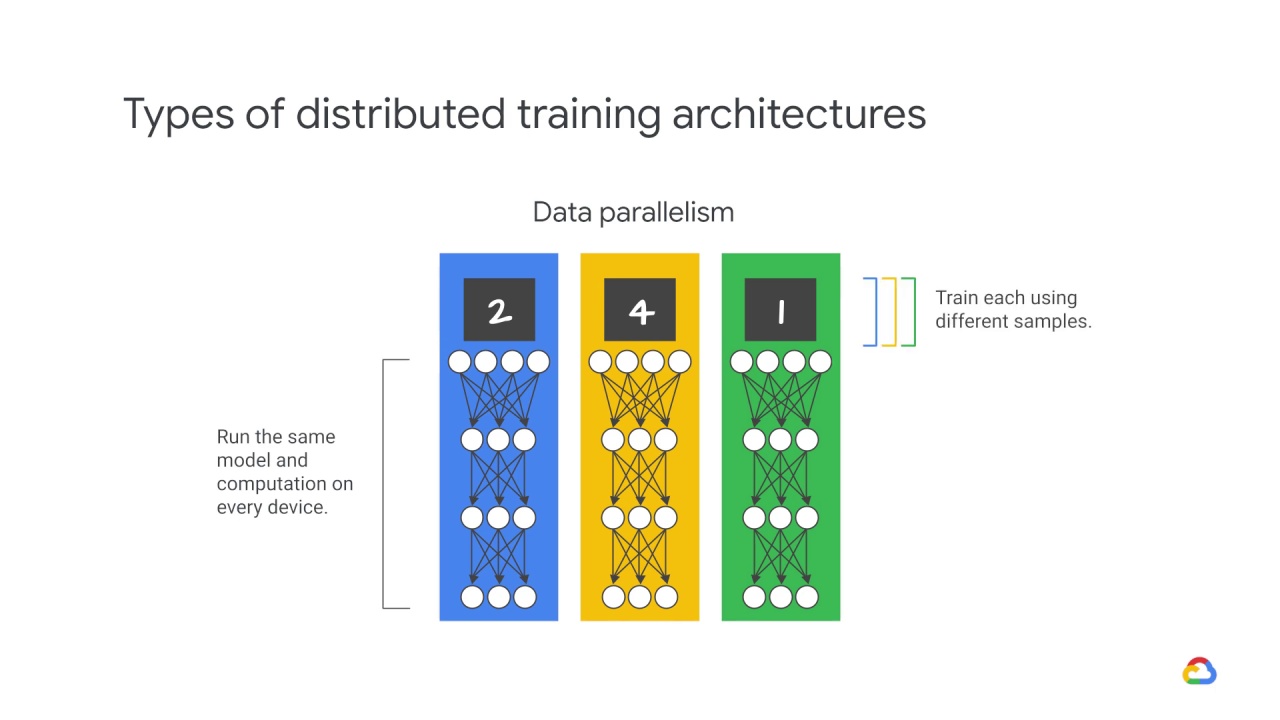 Types of distributed training architectures
Data parallelism
2
4
1
Train each using
different samples.
Run the same
model and
computation on
every device.